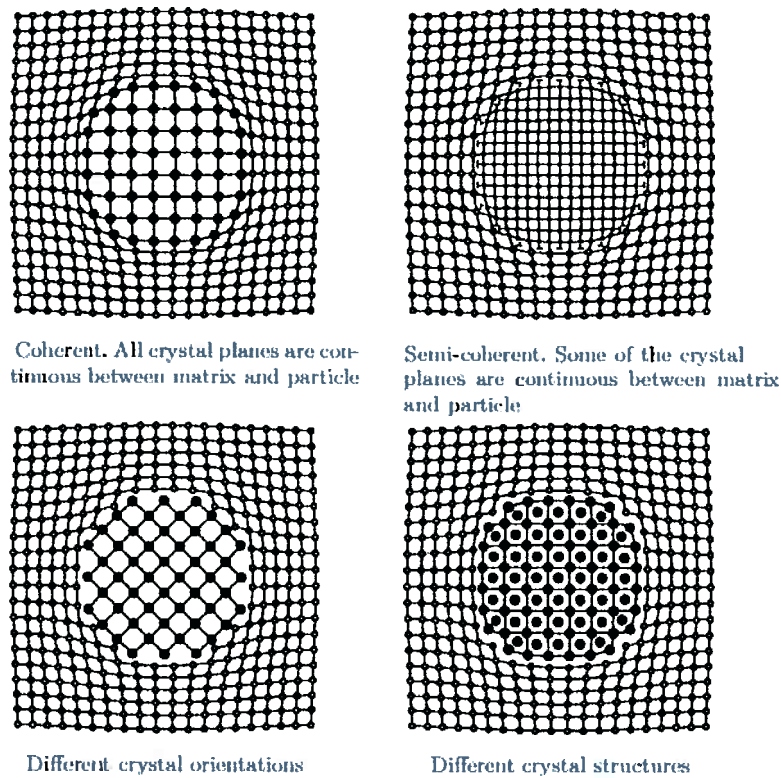 Coherent. All crystal planes are con-
tinuous between matrix and particle
Semi-coherent. Some of the crystal
planes are continuous between matrix
and particle
Different crystal orientations
Different crystal structures